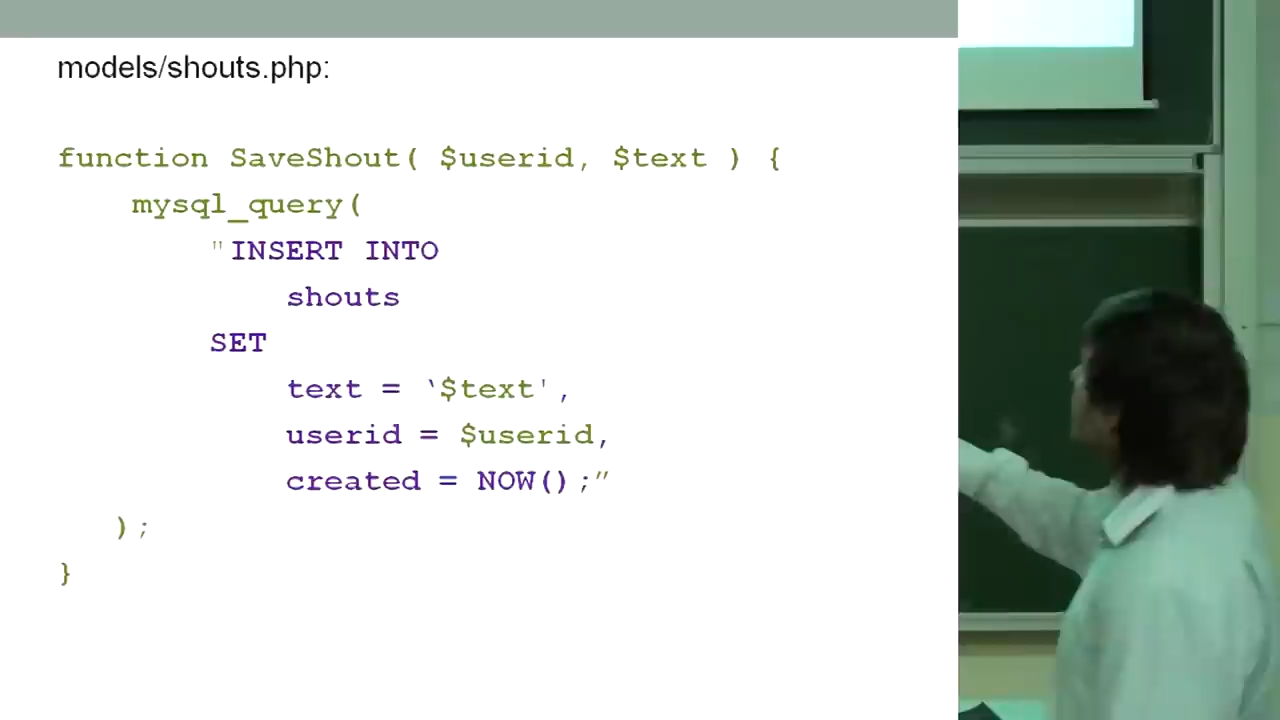 models/shouts.php:
function SaveShout( $userid, $text ) {
mysql_query(
"INSERT INTO
shouts
SET
text = ‘$text',
userid = $userid,
created = NOW();”
);
}